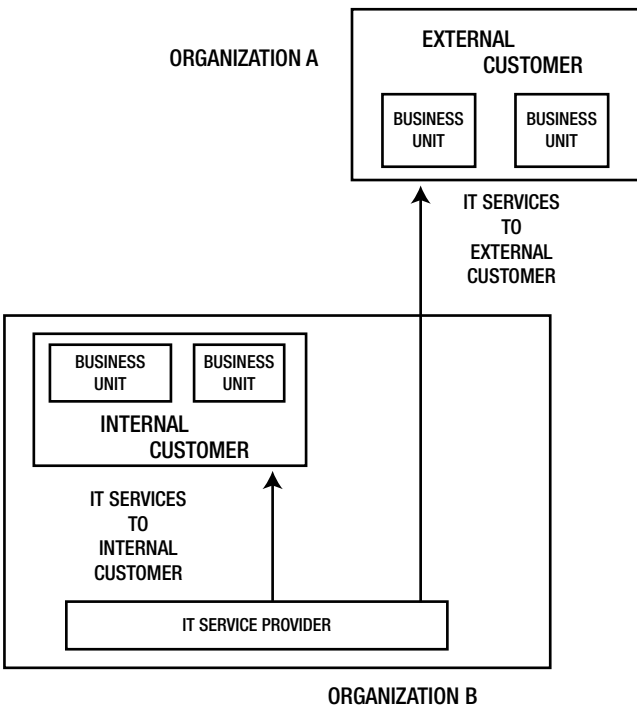 ORGANIZATION A
EXTERNAL
CUSTOMER
BUSINESS
UNIT
BUSINESS
UNIT
IT SERVICES
TO
EXTERNAL
CUSTOMER
BUSINESS
UNIT
BUSINESS
UNIT
INTERNAL
CUSTOMER
IT SERVICES
TO
INTERNAL
CUSTOMER
IT SERVICE PROVIDER
ORGANIZATION B